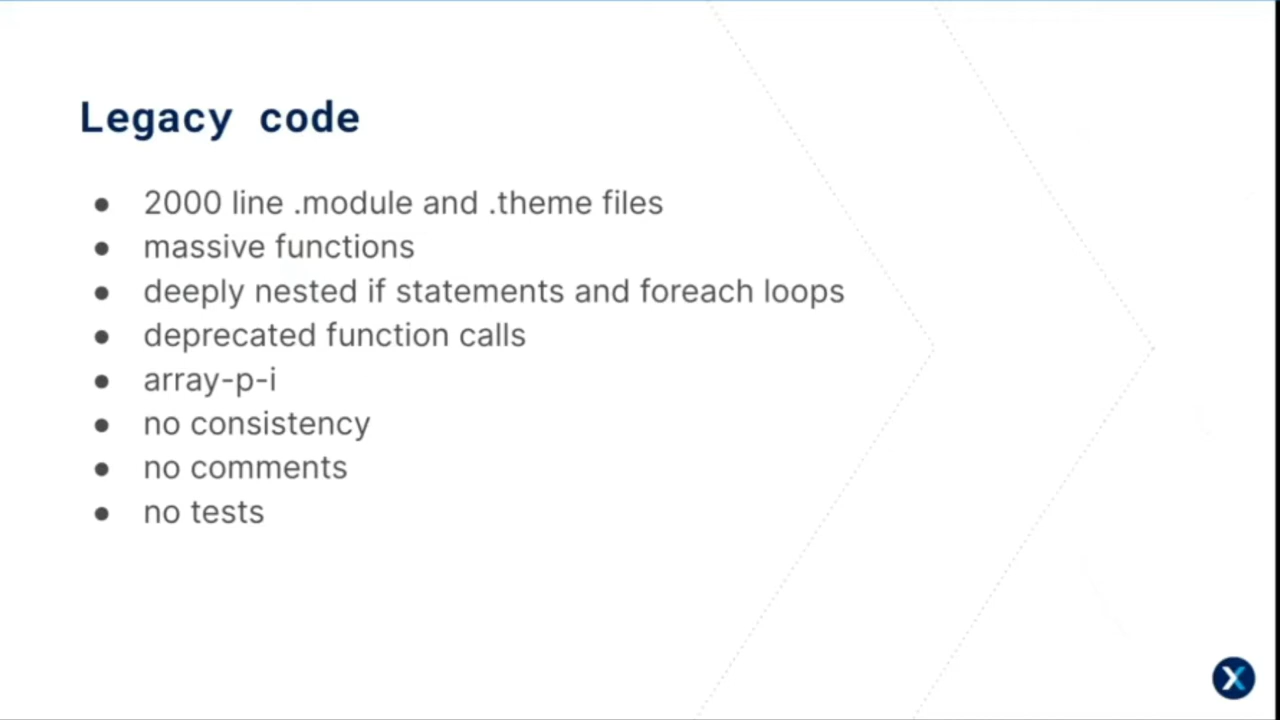 Legacy code
● 2000 line .module and .theme files
● massive functions
● deeply nested if statements and foreach loops
● deprecated function calls
● array-p-i
● no consistency
● no comments
● no tests
X